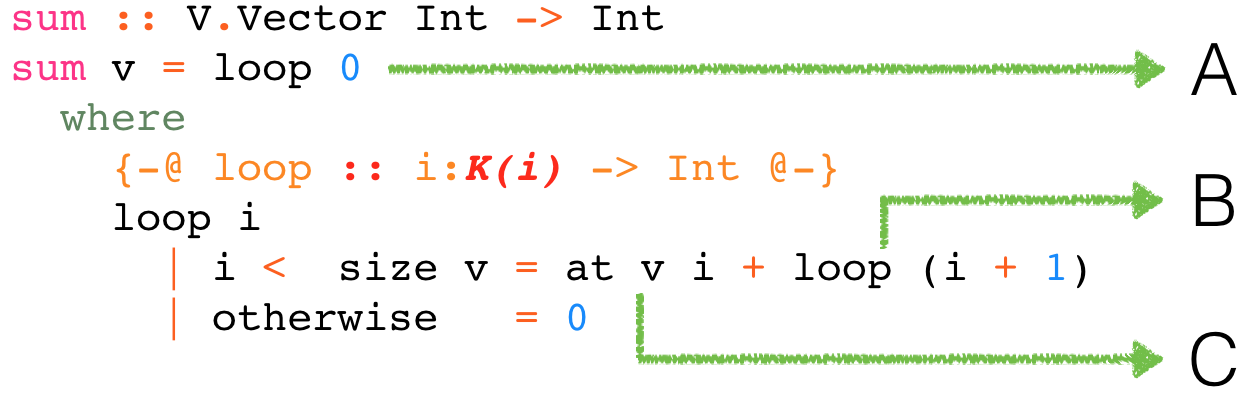 sum :: V.Vector Int -> Int
sum v = loop 0
A
where
{-@ loop :: i:K(i) -> Int @-}
B
loop i
| i < size v = at v i + loop (i + 1)
| otherwise = 0
C